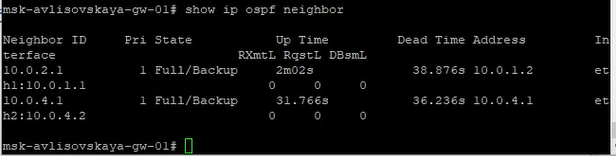 msk-avlisovskaya-gw-01# show ip ospf neighbor
Neighbor ID Pri State Up Time Dead Time Address In
terface RXmtL RqstL DBsmL
10.0.2.1 1 Full/Backup 2m02s 38.876s 10.0.1.2 et
h1:10.0.1.1 0 0 0
10.0.4.1 1 Full/Backup 31.766s 36.236s 10.0.4.1 et
h2:10.0.4.2 0 0 0
msk-avlisovskaya-gw-01#